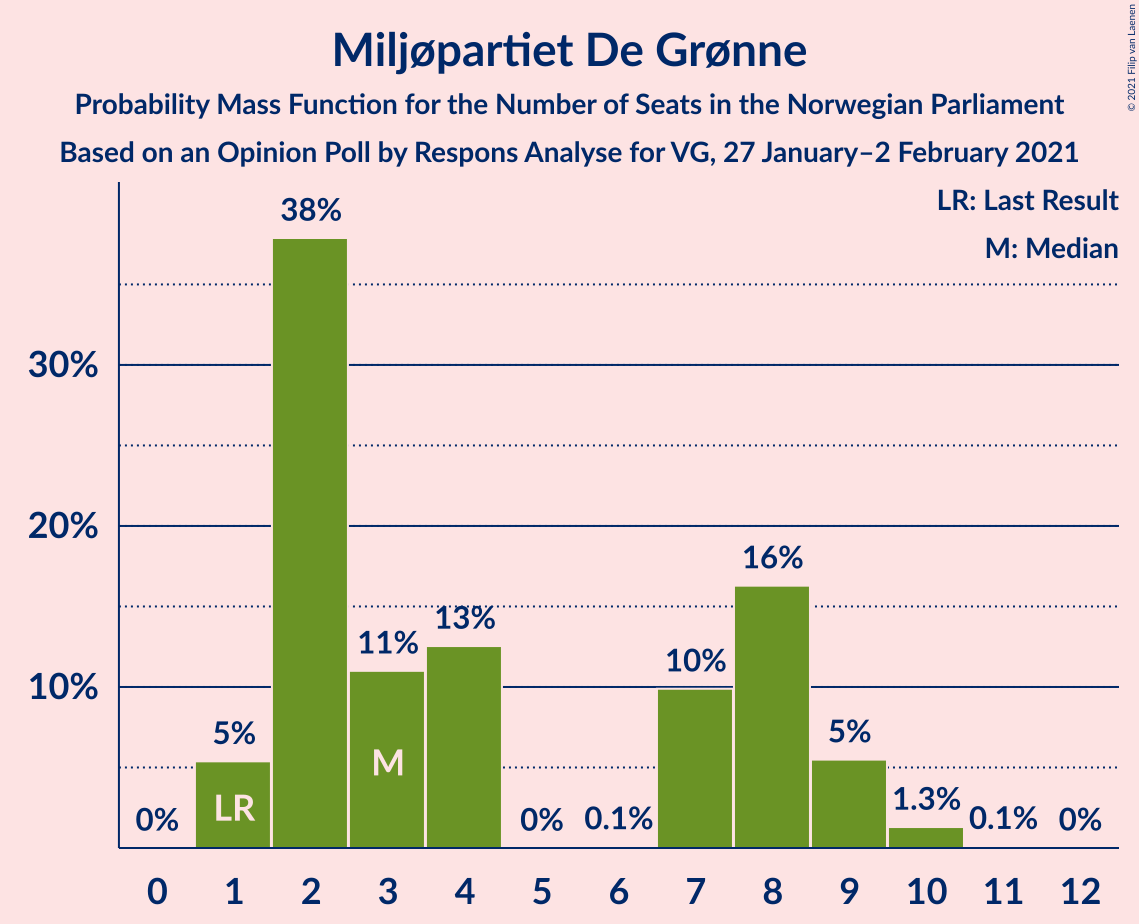 Miljøpartiet De Grønne
Probability Mass Function for the Number of Seats in the Norwegian Parliament
Based on an Opinion Poll by Respons Analyse for VG, 27 January–2 February 2021
© 2021 Filip van Laenen
LR: Last Result
M: Median
38%
30%
20%
16%
13%
11%
10%
10%
5%
5%
M
LR
1.3%
0%
0%
0.1%
0.1%
0%
0 1 2 3 4 5 6 7 8 9 10 11 12